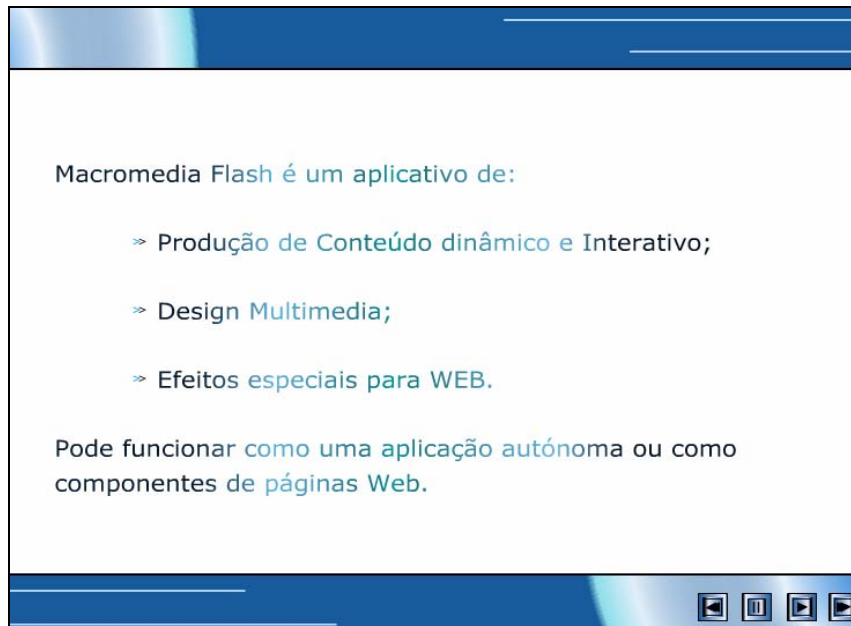 Macromedia Flash é um aplicativo de:
» Produção de Conteúdo dinâmico e Interativo;
» Design Multimedia;
» Efeitos especiais para WEB.
Pode funcionar como uma aplicação autónoma ou como
componentes de páginas Web.